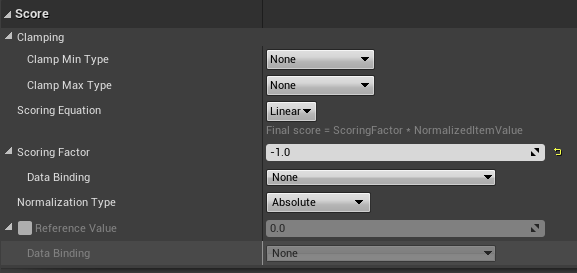 Score
Clamping
Clamp Min Type None
Clamp Max Type None
Scoring Equation Linear
Final score = ScoringFactor * NormalizedItemValue
Scoring Factor -1.0
Data Binding None
Normalization Type Absolute
Reference Value 0.0
Data Binding None